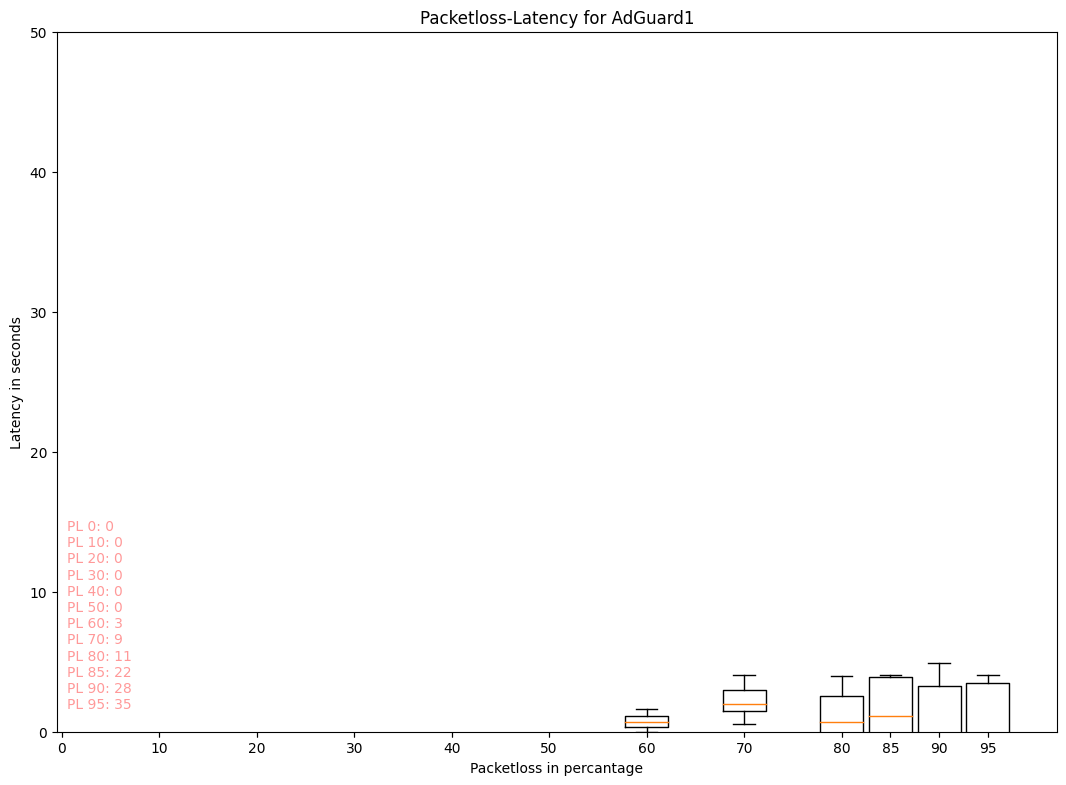 Packetloss-Latency for AdGuard1
50
40
30
20
10
0
Latency in seconds
PL 0: 0
PL 10: 0
PL 20: 0
PL 30: 0
PL 40: 0
PL 50: 0
PL 60: 3
PL 70: 9
PL 80: 11
PL 85: 22
PL 90: 28
PL 95: 35
0 10 20 30 40 50 60 70 80 85 90 95
Packetloss in percantage